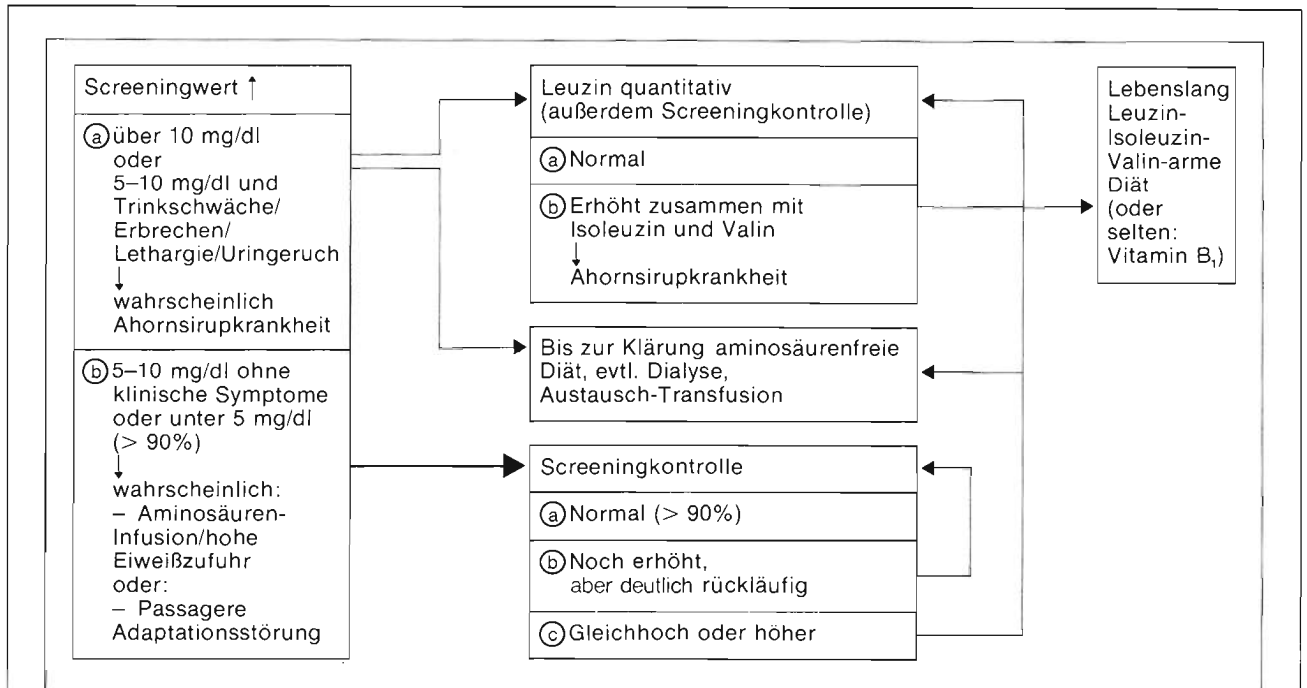 Screeningwert ↑
ⓐ über 10 mg/dl
oder
5–10 mg/dl und
Trinkschwäche/
Erbrechen/
Lethargie/Uringeruch
↓
wahrscheinlich
Ahornsirupkrankheit
ⓑ 5–10 mg/dl ohne
klinische Symptome
oder unter 5 mg/dl
(> 90%)
↓
wahrscheinlich:
– Aminosäuren-
Infusion/hohe
Eiweißzufuhr
oder:
– Passagere
Adaptationsstörung
Leuzin quantitativ
(außerdem Screeningkontrolle)
ⓐ Normal
ⓑ Erhöht zusammen mit
Isoleuzin und Valin
↓
Ahornsirupkrankheit
Bis zur Klärung aminosäurenfreie
Diät, evtl. Dialyse,
Austausch-Transfusion
Screeningkontrolle
ⓐ Normal (> 90%)
ⓑ Noch erhöht,
aber deutlich rückläufig
ⓒ Gleichhoch oder höher
Lebenslang
Leuzin-
Isoleuzin-
Valin-arme
Diät
(oder
selten:
Vitamin B₁)